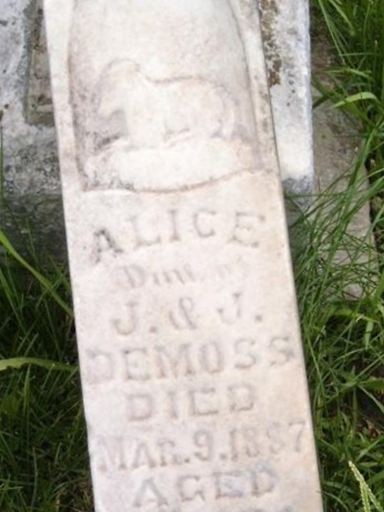 ALICE
Dau. of
J. & J.
DEMOSS
DIED
MAR. 9. 1887
AGED